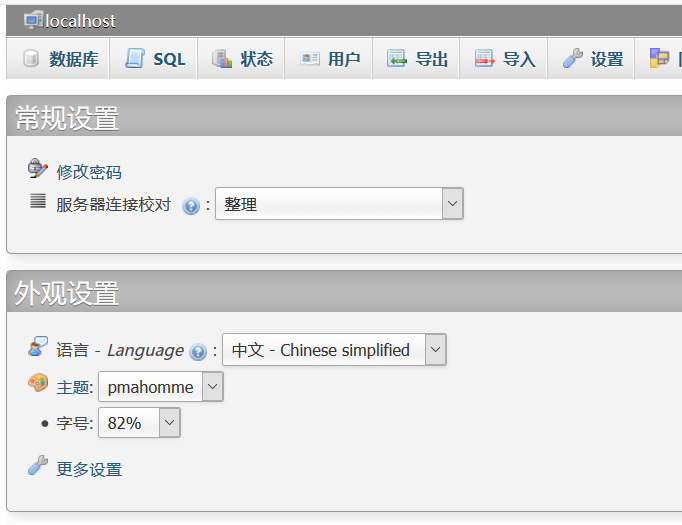 localhost
数据库 SQL 状态 用户 导出 导入 设置
常规设置
修改密码
服务器连接校对 : 整理
外观设置
语言 - Language : 中文 - Chinese simplified
主题: pmahomme
• 字号: 82%
更多设置